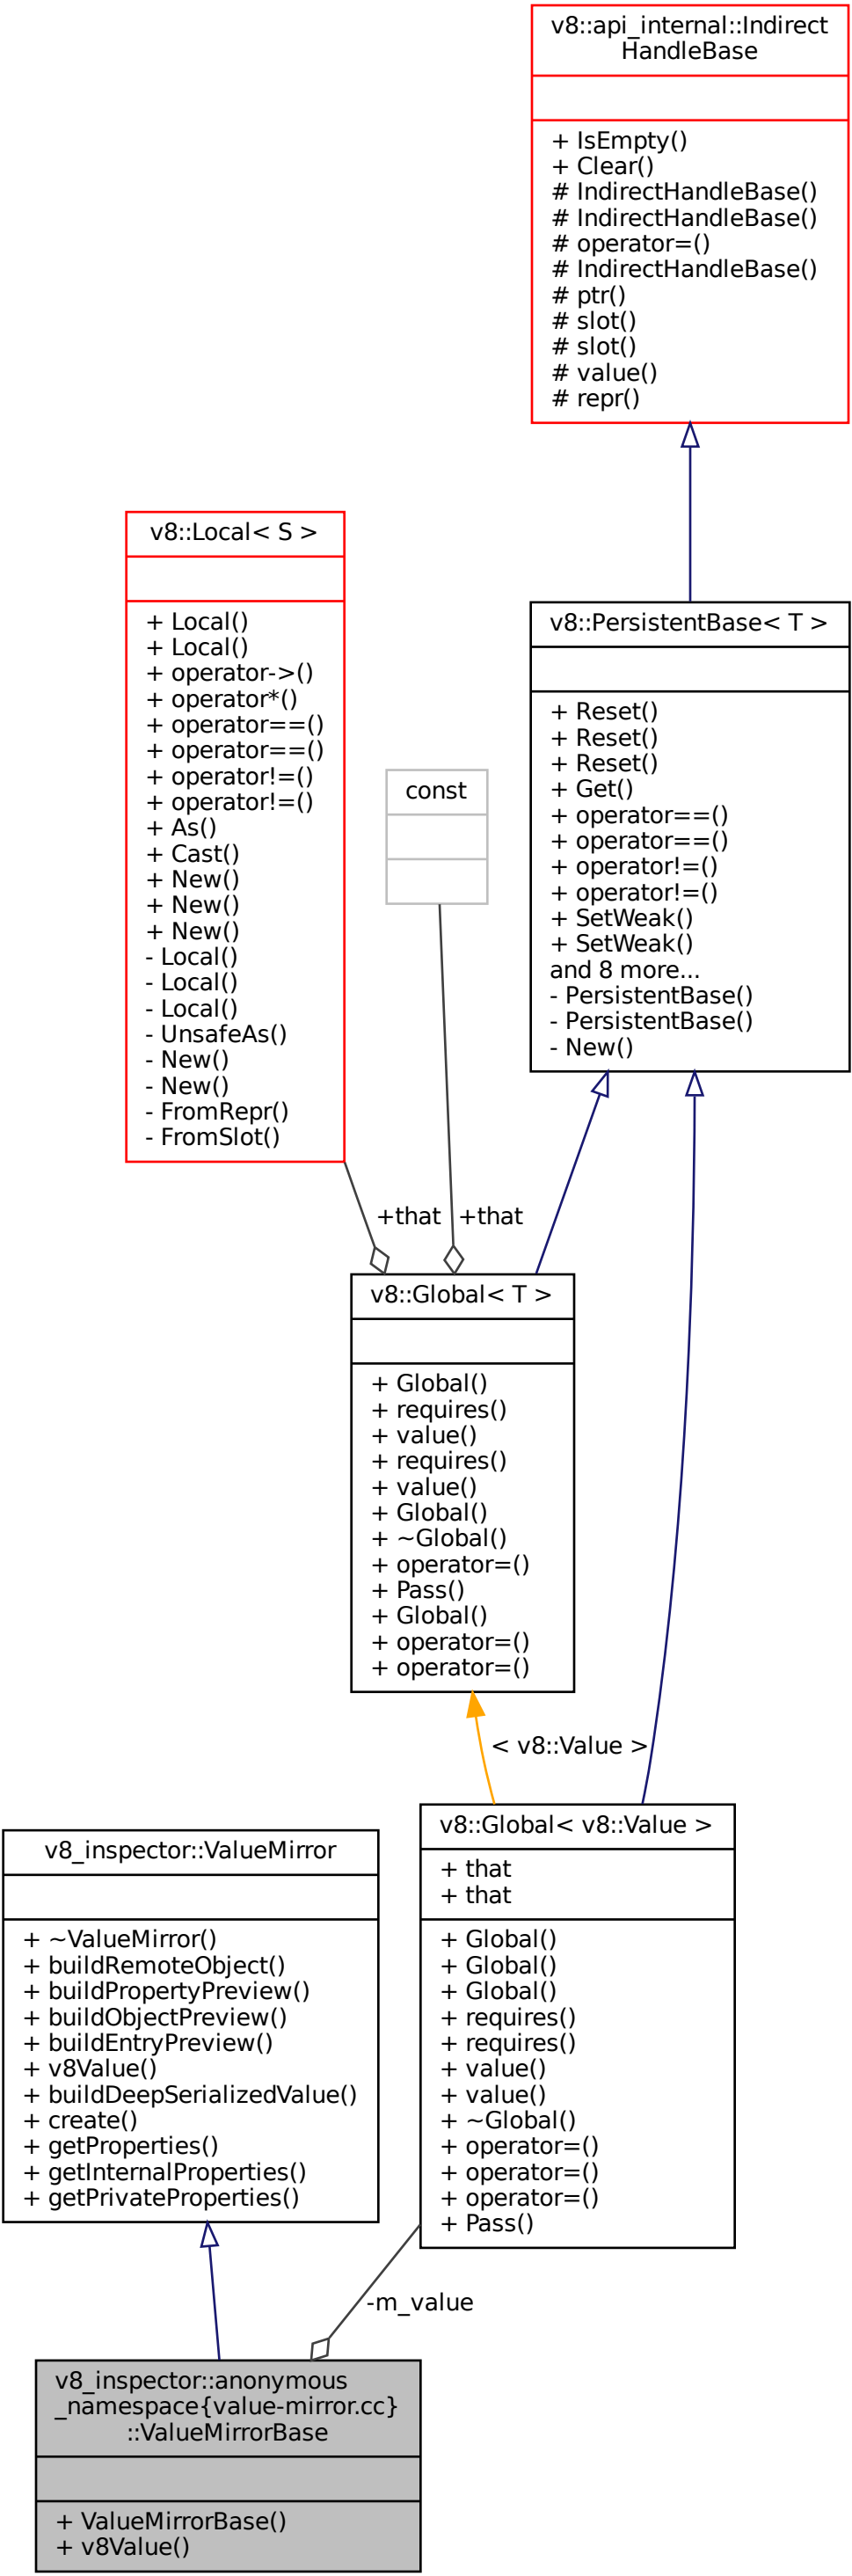 v8::api_internal::Indirect
HandleBase
+ IsEmpty()
+ Clear()
# IndirectHandleBase()
# IndirectHandleBase()
# operator=()
# IndirectHandleBase()
# ptr()
# slot()
# slot()
# value()
# repr()
v8::Local< S >
+ Local()
+ Local()
+ operator->()
+ operator*()
+ operator==()
+ operator==()
+ operator!=()
+ operator!=()
+ As()
+ Cast()
+ New()
+ New()
+ New()
- Local()
- Local()
- Local()
- UnsafeAs()
- New()
- New()
- FromRepr()
- FromSlot()
const
v8::PersistentBase< T >
+ Reset()
+ Reset()
+ Reset()
+ Get()
+ operator==()
+ operator==()
+ operator!=()
+ operator!=()
+ SetWeak()
+ SetWeak()
and 8 more...
- PersistentBase()
- PersistentBase()
- New()
+that
+that
v8::Global< T >
+ Global()
+ requires()
+ value()
+ requires()
+ value()
+ Global()
+ ~Global()
+ operator=()
+ Pass()
+ Global()
+ operator=()
+ operator=()
< v8::Value >
v8::Global< v8::Value >
+ that
+ that
+ Global()
+ Global()
+ Global()
+ requires()
+ requires()
+ value()
+ value()
+ ~Global()
+ operator=()
+ operator=()
+ operator=()
+ Pass()
v8_inspector::ValueMirror
+ ~ValueMirror()
+ buildRemoteObject()
+ buildPropertyPreview()
+ buildObjectPreview()
+ buildEntryPreview()
+ v8Value()
+ buildDeepSerializedValue()
+ create()
+ getProperties()
+ getInternalProperties()
+ getPrivateProperties()
-m_value
v8_inspector::anonymous
_namespace{value-mirror.cc}
::ValueMirrorBase
+ ValueMirrorBase()
+ v8Value()